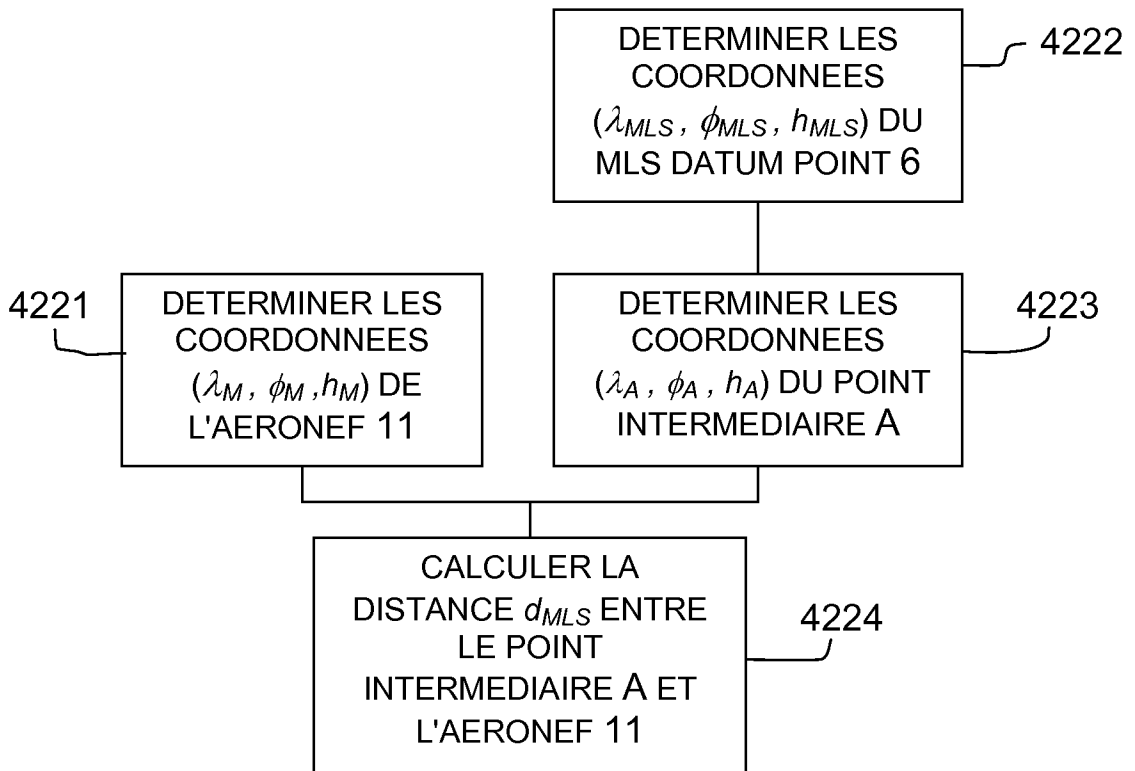 DETERMINER LES
COORDONNEES
(λMLS , ϕMLS , hMLS) DU
MLS DATUM POINT 6
4222
4221
DETERMINER LES
COORDONNEES
(λM , ϕM ,hM) DE
L'AERONEF 11
DETERMINER LES
COORDONNEES
(λA , ϕA , hA) DU POINT
INTERMEDIAIRE A
4223
CALCULER LA
DISTANCE dMLS ENTRE
LE POINT
INTERMEDIAIRE A ET
L'AERONEF 11
4224